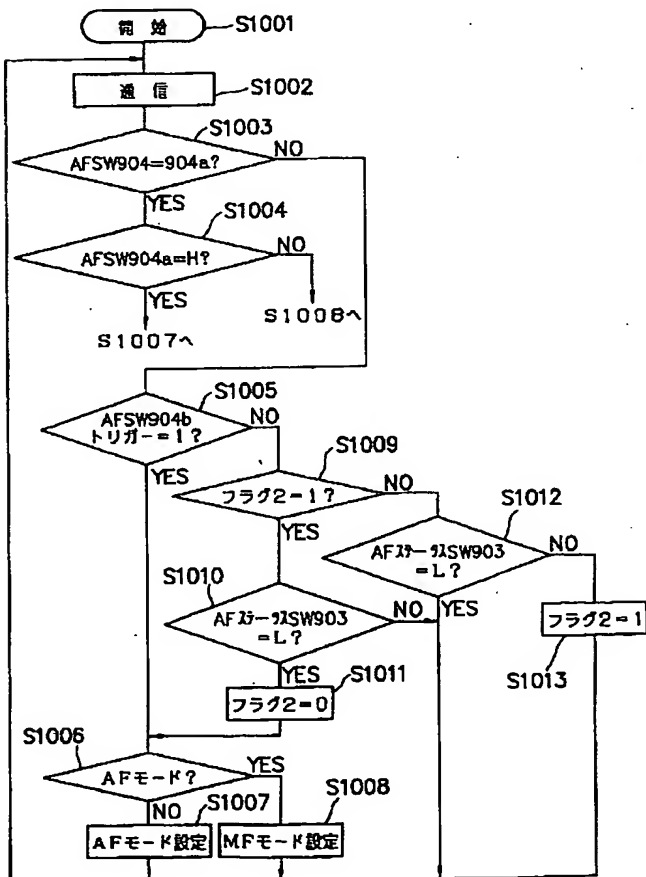 開始
S1001
通信
S1002
S1003
AFSW904=904a?
NO
YES
S1004
AFSW904a=H?
NO
YES
S1007へ
S1008へ
S1005
AFSW904b
トリガー=1?
NO
YES
S1009
フラグ2=1?
NO
YES
S1012
AFステータスSW903
=L?
NO
YES
S1010
AFステータスSW903
=L?
NO
YES
フラグ2=1
S1013
S1011
フラグ2=0
S1006
AFモード?
YES
NO
S1007
S1008
AFモード設定
MFモード設定